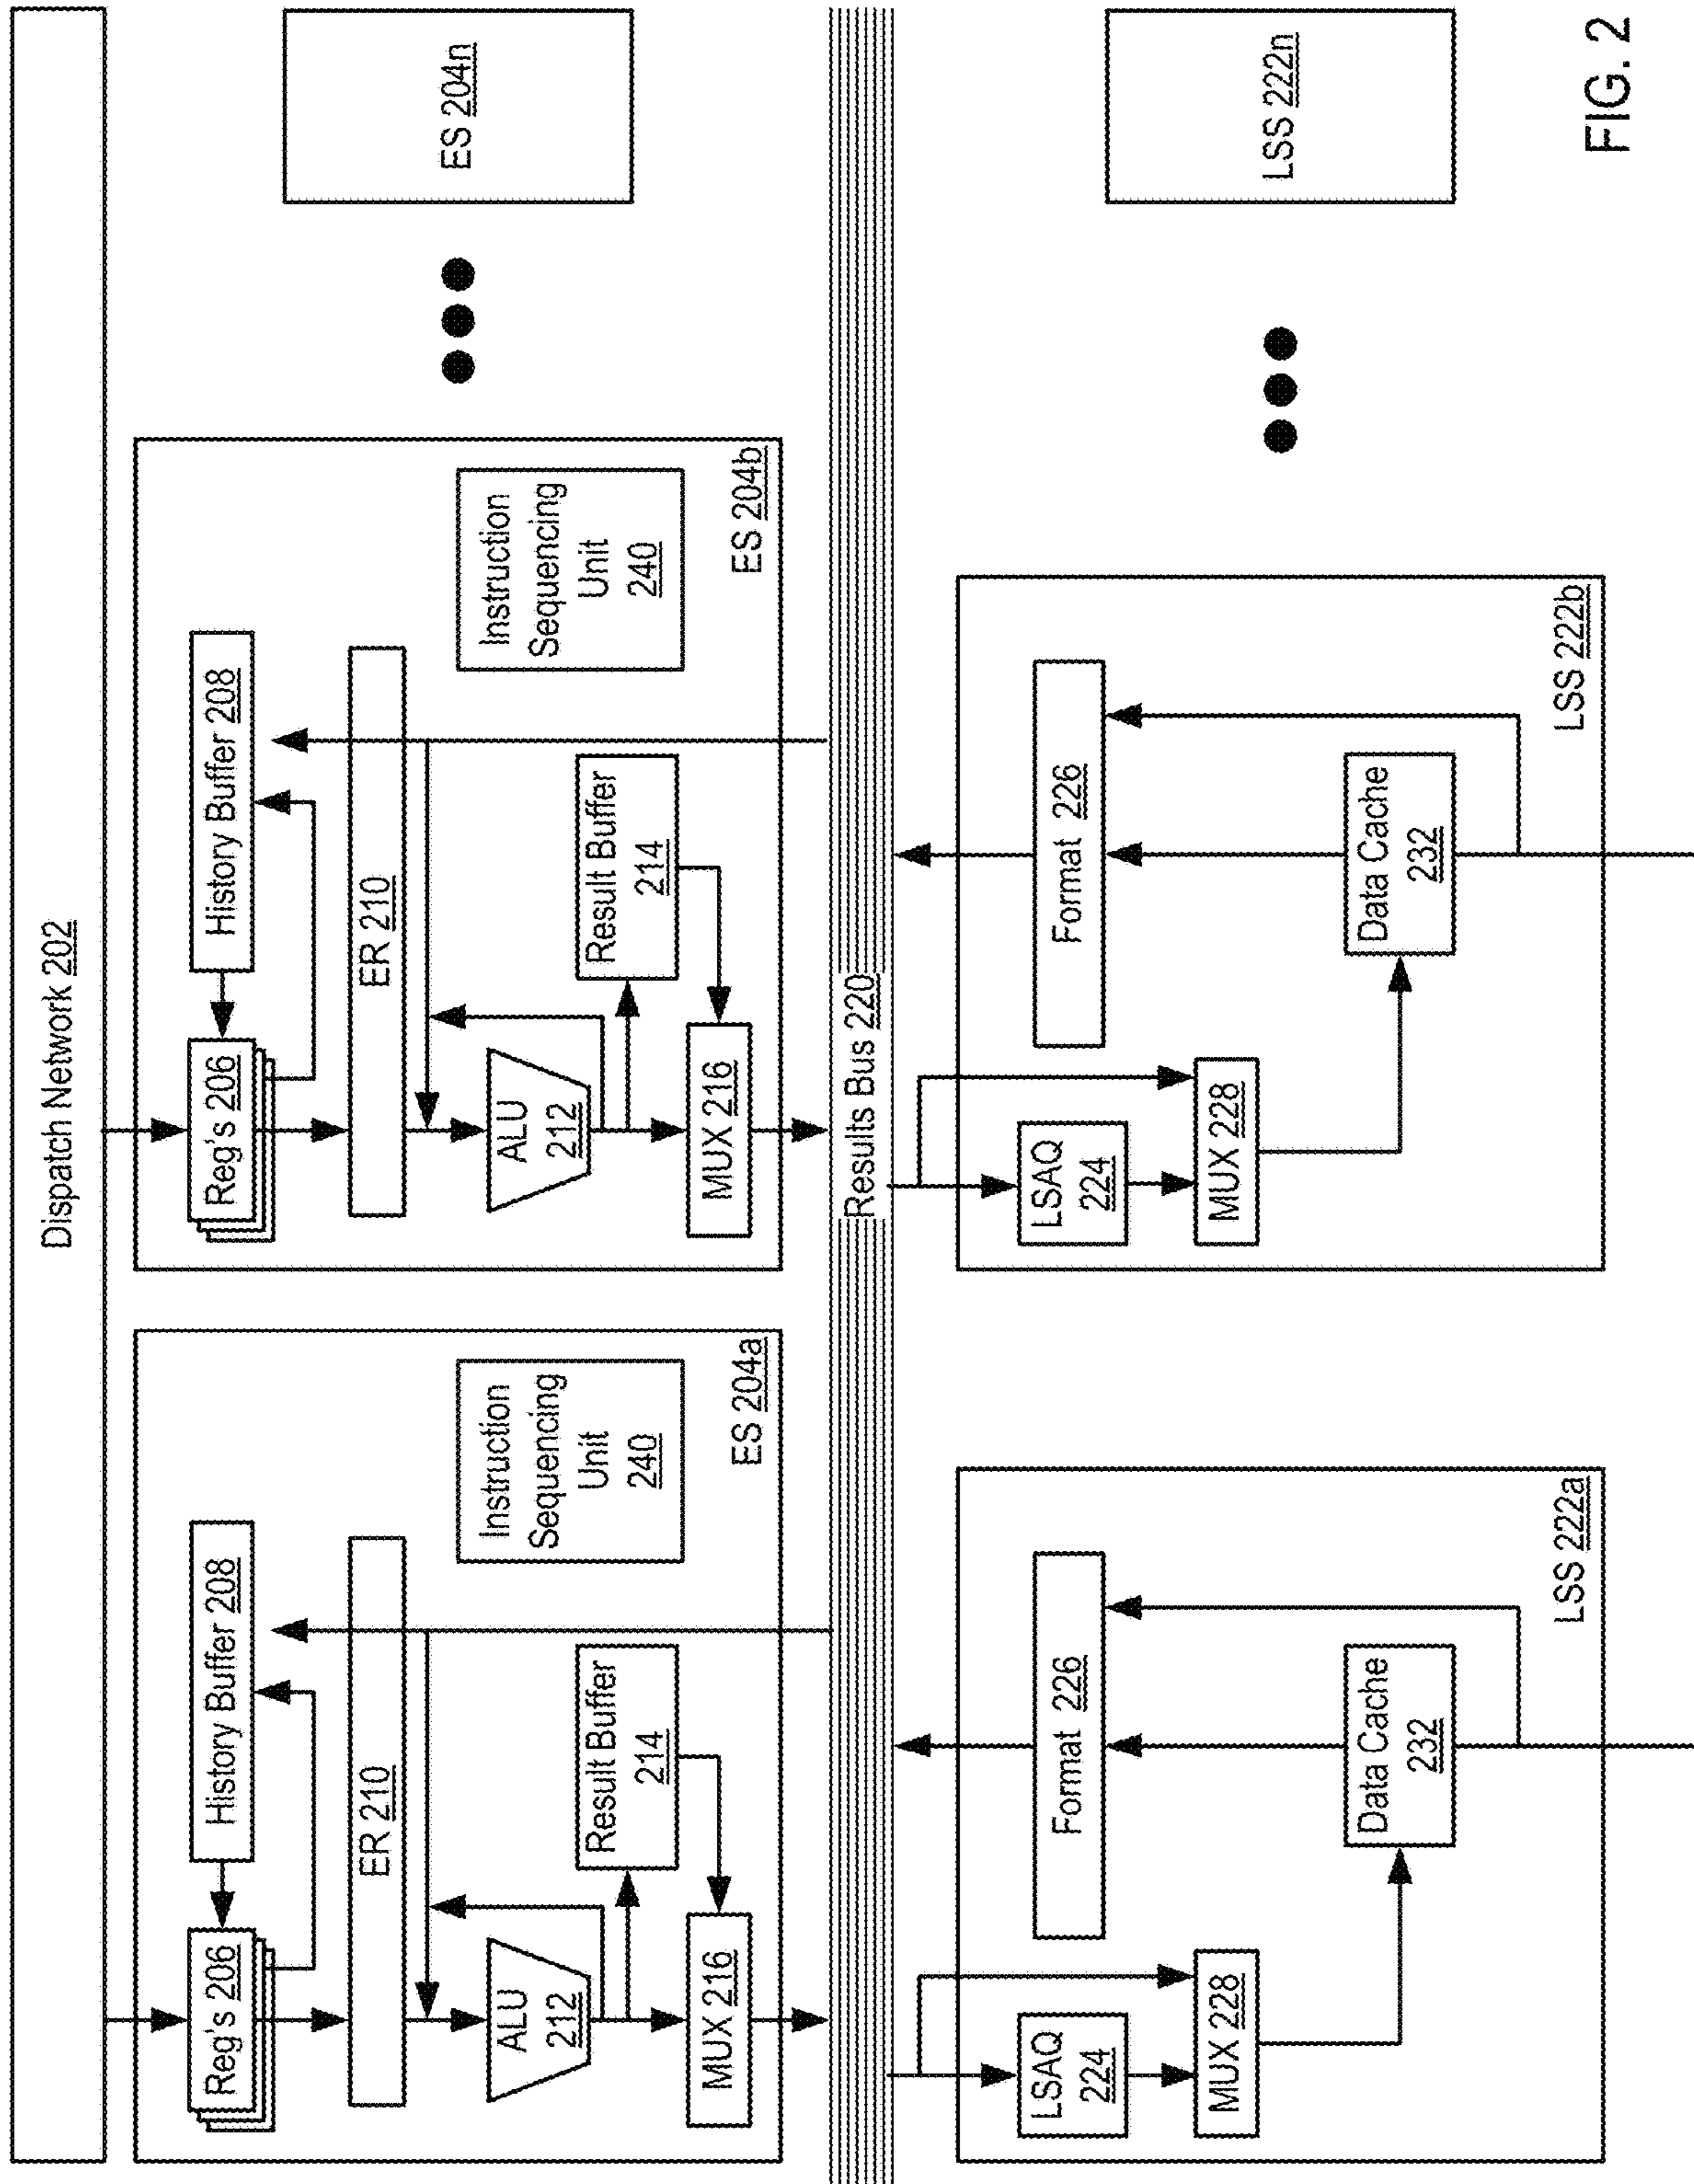 Dispatch Network 202
Reg's 206
History Buffer 208
ER 210
ALU
212
Result Buffer
214
MUX 216
Instruction
Sequencing
Unit
240
ES 204a
Reg's 206
History Buffer 208
ER 210
ALU
212
Result Buffer
214
MUX 216
Instruction
Sequencing
Unit
240
ES 204b
ES 204n
Results Bus 220
LSAQ
224
MUX 228
Format 226
Data Cache
232
LSS 222a
LSAQ
224
MUX 228
Format 226
Data Cache
232
LSS 222b
LSS 222n
FIG. 2